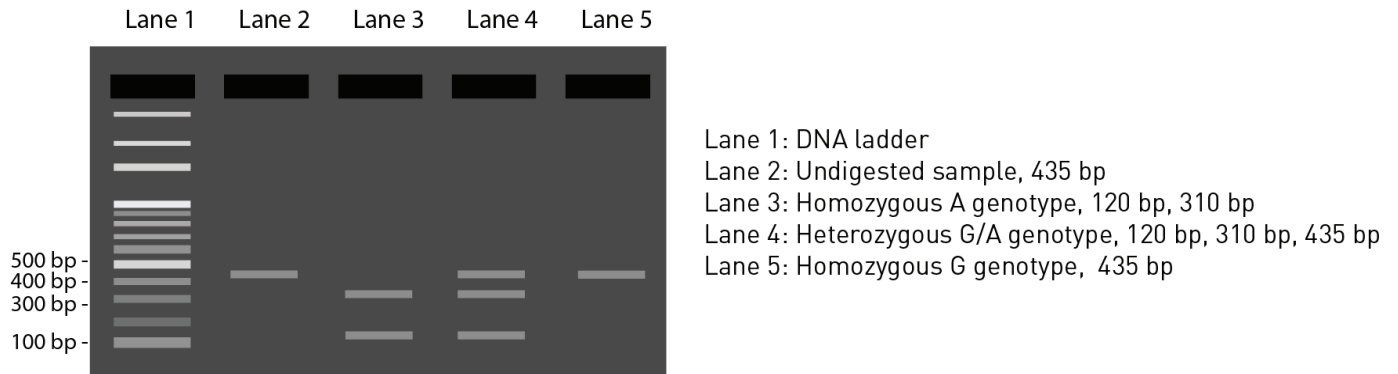 Lane 1 Lane 2 Lane 3 Lane 4 Lane 5
500 bp -
400 bp -
300 bp -
100 bp -
Lane 1: DNA ladder
Lane 2: Undigested sample, 435 bp
Lane 3: Homozygous A genotype, 120 bp, 310 bp
Lane 4: Heterozygous G/A genotype, 120 bp, 310 bp, 435 bp
Lane 5: Homozygous G genotype,  435 bp